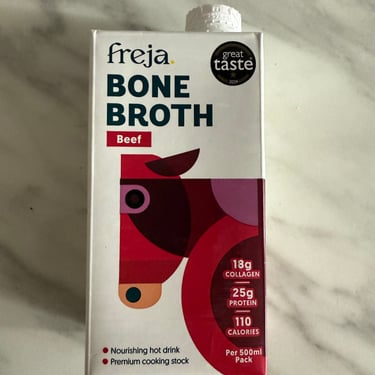 freja.
great
taste
2024
BONE
BROTH
Beef
18g
COLLAGEN
25g
PROTEIN
110
CALORIES
Per 500ml
Pack
• Nourishing hot drink
• Premium cooking stock